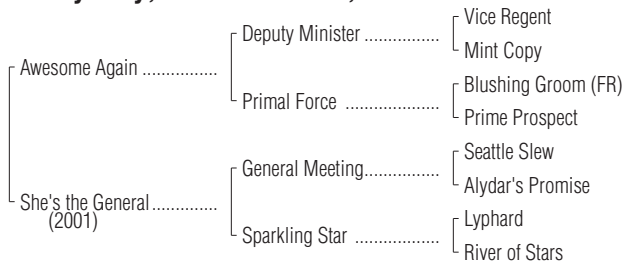 Vice Regent
Deputy Minister ................
Mint Copy
Awesome Again ................
Blushing Groom (FR)
Primal Force ....................
Prime Prospect
Seattle Slew
General Meeting................
Alydar's Promise
She's the General..............
(2001)
Lyphard
Sparkling Star ..................
River of Stars